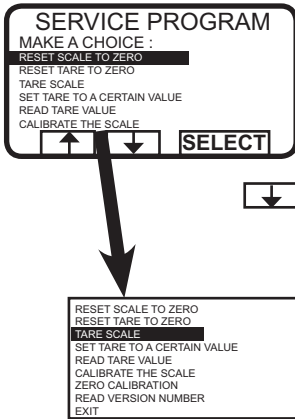 SERVICE PROGRAM
MAKE A CHOICE :
RESET SCALE TO ZERO
RESET TARE TO ZERO
TARE SCALE
SET TARE TO A CERTAIN VALUE
READ TARE VALUE
CALIBRATE THE SCALE
SELECT
RESET SCALE TO ZERO
RESET TARE TO ZERO
TARE SCALE
SET TARE TO A CERTAIN VALUE
READ TARE VALUE
CALIBRATE THE SCALE
ZERO CALIBRATION
READ VERSION NUMBER
EXIT